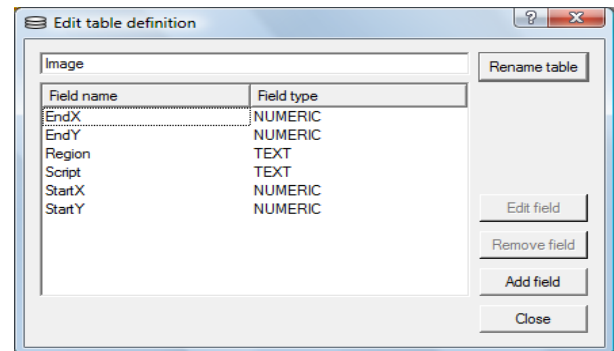 Edit table definition
Image
Rename table
Field name Field type
EndX NUMERIC
EndY NUMERIC
Region TEXT
Script TEXT
StartX NUMERIC
StartY NUMERIC
Edit field
Remove field
Add field
Close